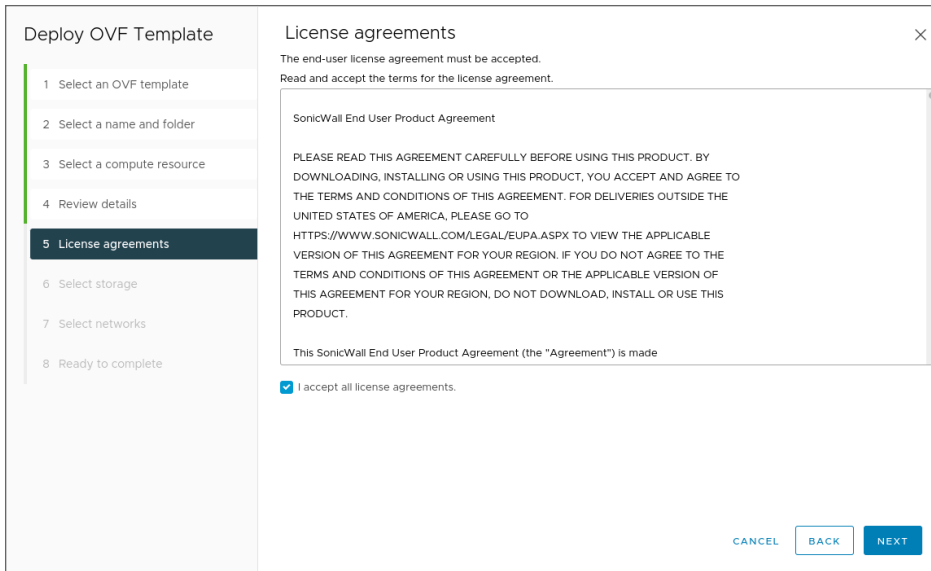 Deploy OVF Template
1 Select an OVF template
2 Select a name and folder
3 Select a compute resource
4 Review details
5 License agreements
6 Select storage
7 Select networks
8 Ready to complete
License agreements
The end-user license agreement must be accepted.
Read and accept the terms for the license agreement.
SonicWall End User Product Agreement
PLEASE READ THIS AGREEMENT CAREFULLY BEFORE USING THIS PRODUCT. BY
DOWNLOADING, INSTALLING OR USING THIS PRODUCT, YOU ACCEPT AND AGREE TO
THE TERMS AND CONDITIONS OF THIS AGREEMENT. FOR DELIVERIES OUTSIDE THE
UNITED STATES OF AMERICA, PLEASE GO TO
HTTPS://WWW.SONICWALL.COM/LEGAL/EUPA.ASPX TO VIEW THE APPLICABLE
VERSION OF THIS AGREEMENT FOR YOUR REGION. IF YOU DO NOT AGREE TO THE
TERMS AND CONDITIONS OF THIS AGREEMENT OR THE APPLICABLE VERSION OF
THIS AGREEMENT FOR YOUR REGION, DO NOT DOWNLOAD, INSTALL OR USE THIS
PRODUCT.
This SonicWall End User Product Agreement (the "Agreement") is made
I accept all license agreements.
CANCEL
BACK
NEXT